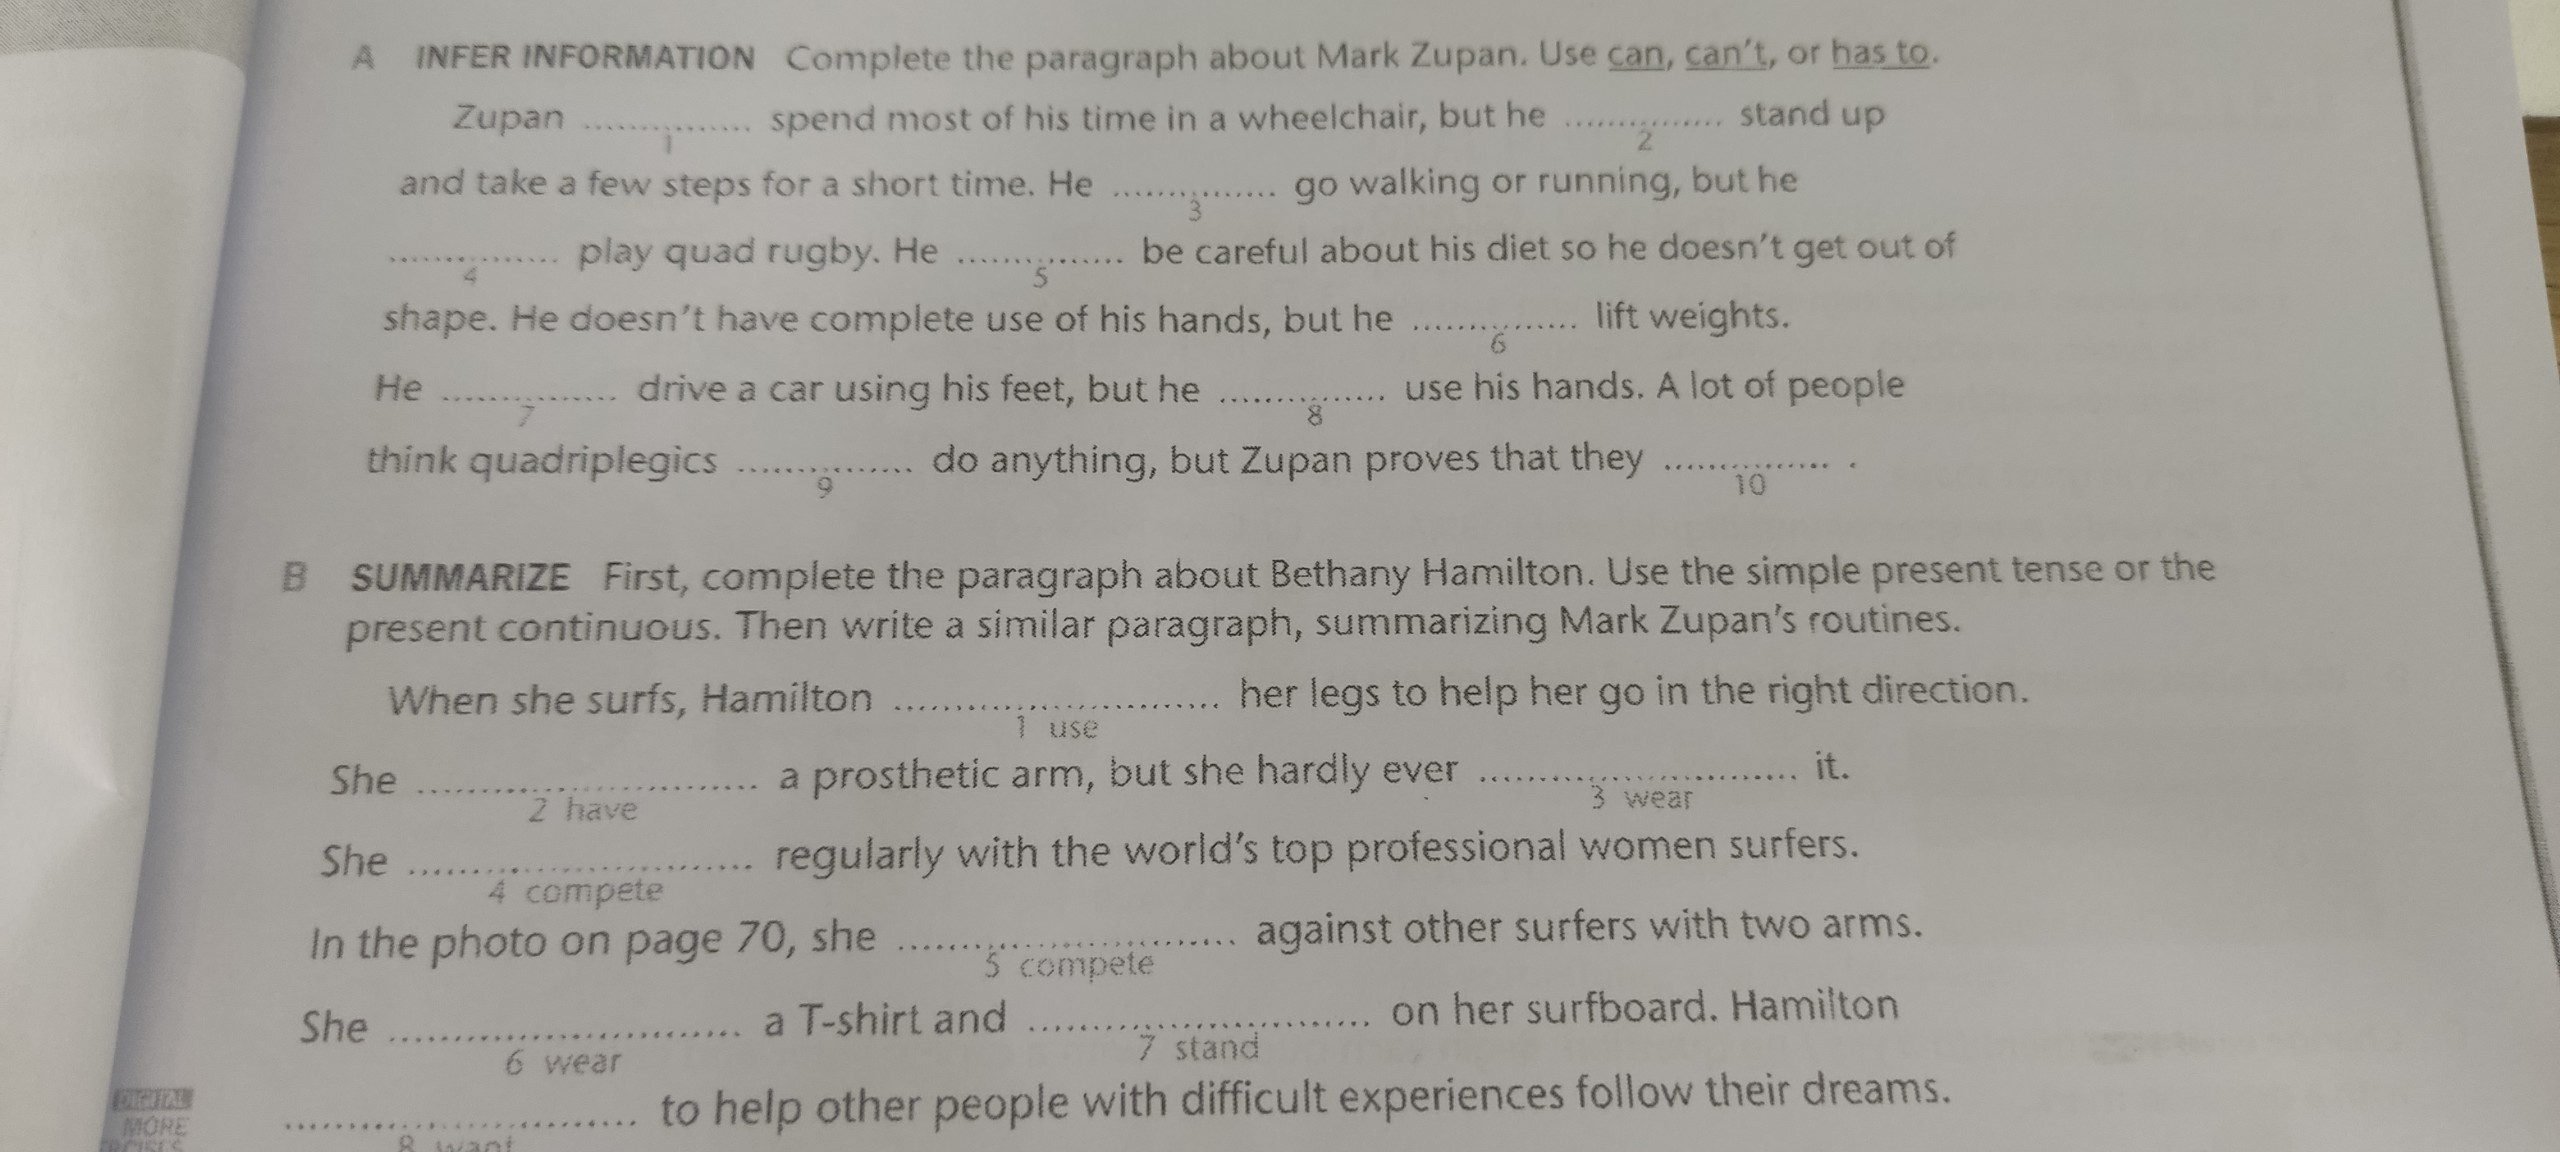 A INFER INFORMATION Complete the paragraph about Mark Zupan. Use can, can't, or has to.
Zupan ................ spend most of his time in a wheelchair, but he ................ stand up
1 2
and take a few steps for a short time. He ................ go walking or running, but he
3
................ play quad rugby. He ................ be careful about his diet so he doesn't get out of
4 5
shape. He doesn't have complete use of his hands, but he ................ lift weights.
6
He ................ drive a car using his feet, but he ................ use his hands. A lot of people
7 8
think quadriplegics ................ do anything, but Zupan proves that they ................ .
9 10
B SUMMARIZE First, complete the paragraph about Bethany Hamilton. Use the simple present tense or the
present continuous. Then write a similar paragraph, summarizing Mark Zupan's routines.
When she surfs, Hamilton ................................ her legs to help her go in the right direction.
1 use
She ................................ a prosthetic arm, but she hardly ever ................................ it.
2 have 3 wear
She ................................ regularly with the world's top professional women surfers.
4 compete
In the photo on page 70, she ................................ against other surfers with two arms.
5 compete
She ................................ a T-shirt and ................................ on her surfboard. Hamilton
6 wear 7 stand
................................ to help other people with difficult experiences follow their dreams.
8 want
DIGITAL
MORE